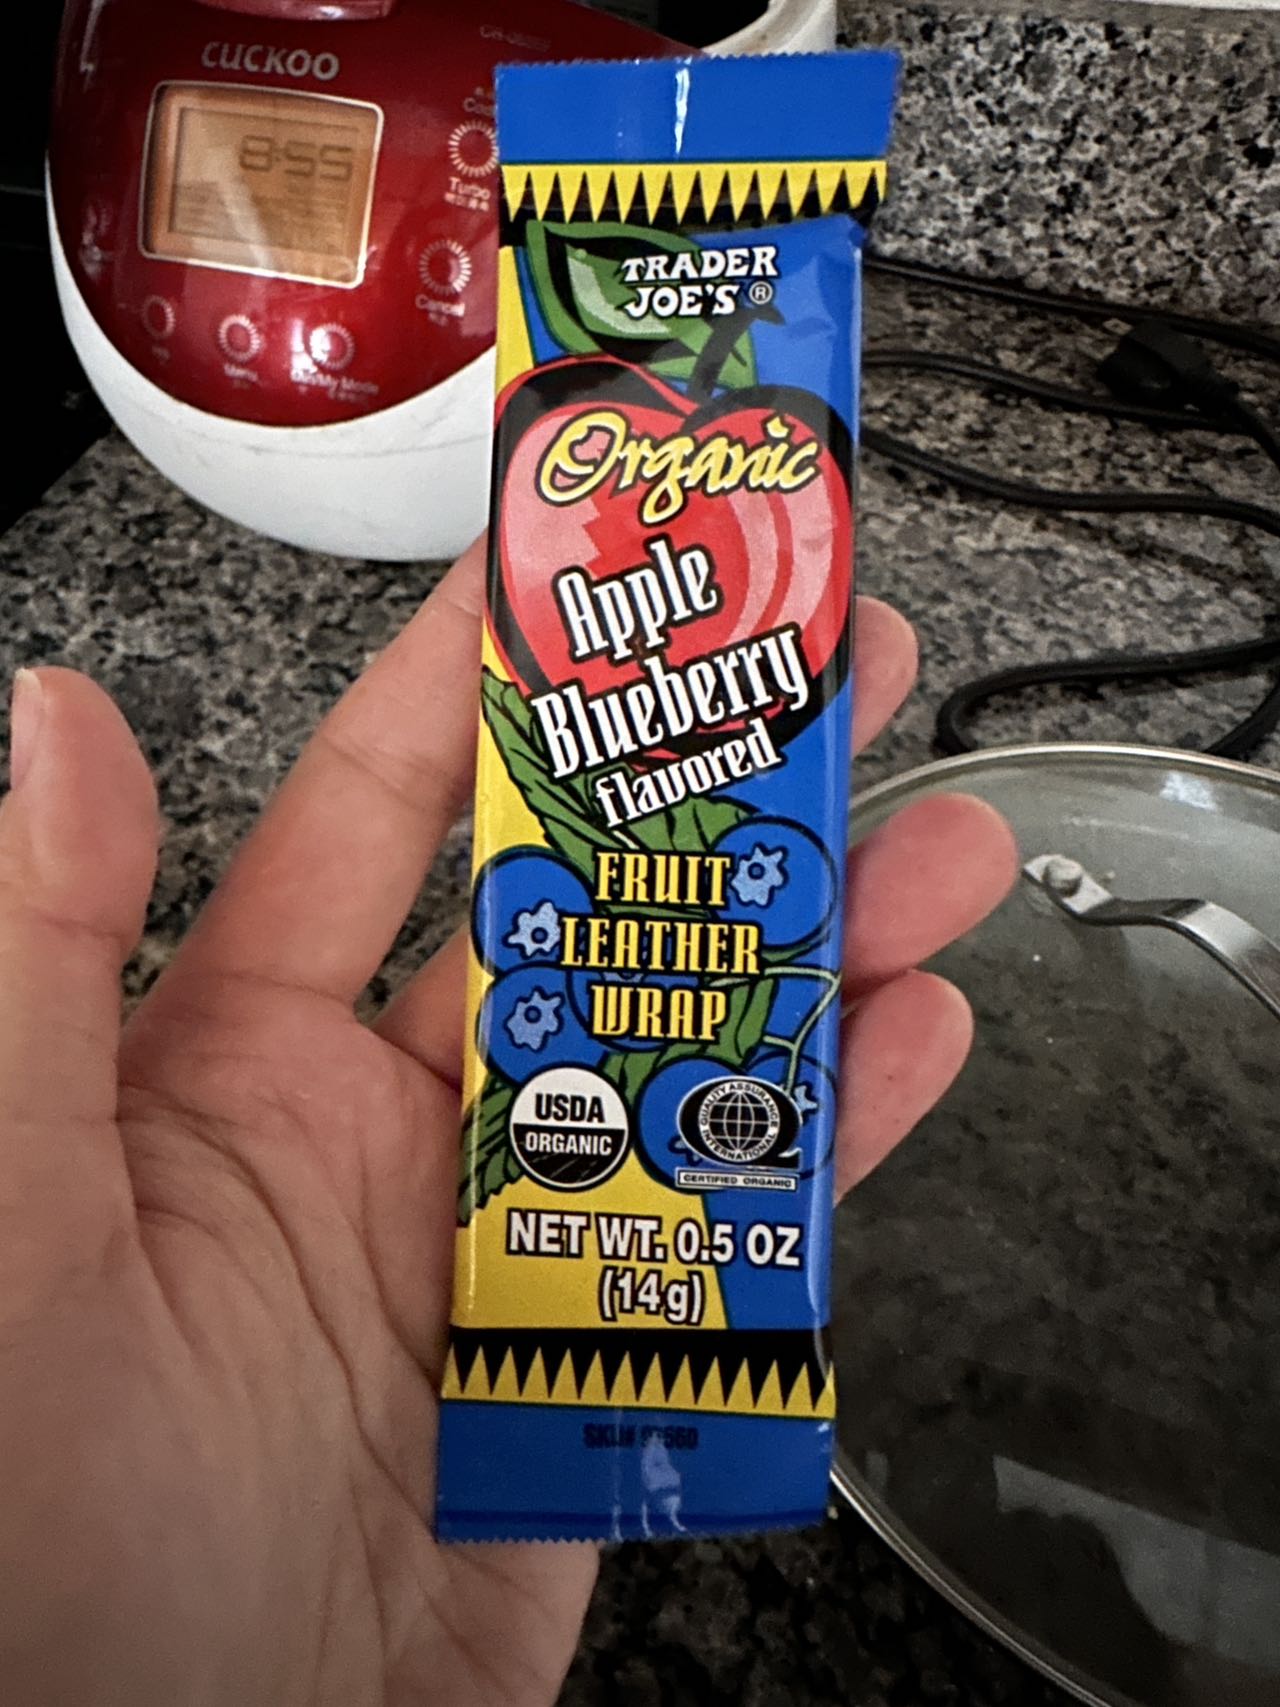 CUCKOO
8:55
Turbo
Cancel
Menu
TRADER
JOE'S®
Organic
Apple
Blueberry
flavored
FRUIT
LEATHER
WRAP
USDA
ORGANIC
QUALITY ASSURANCE
INTERNATIONAL
CERTIFIED ORGANIC
NET WT. 0.5 OZ
(14g)
SKU#